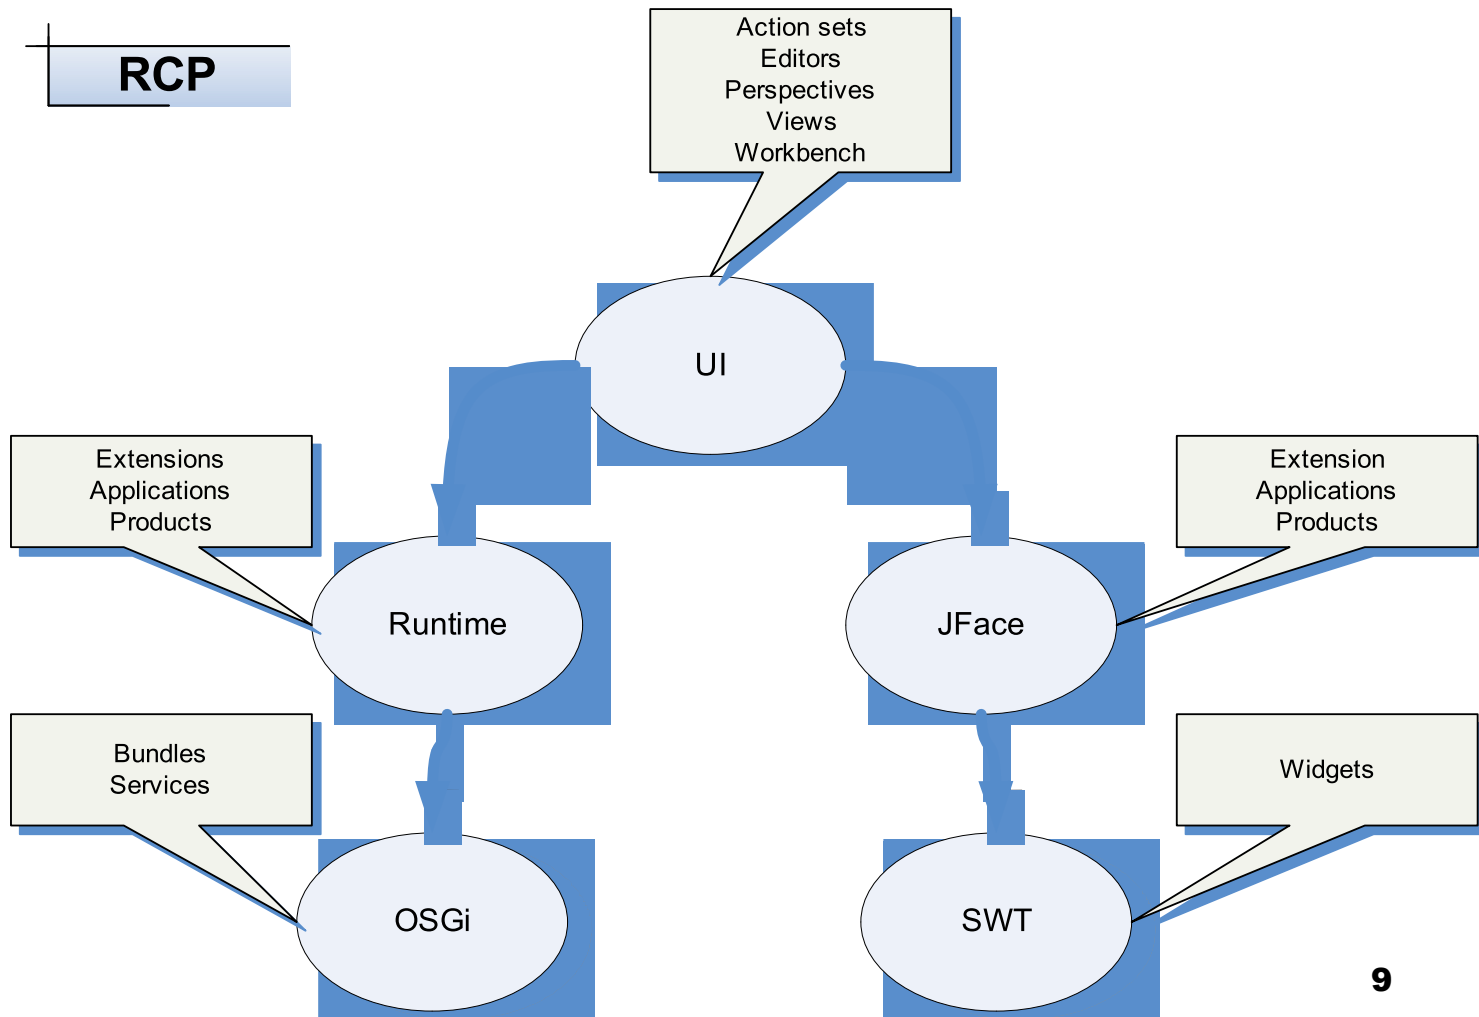 RCP
Action sets
Editors
Perspectives
Views
Workbench
UI
Extensions
Applications
Products
Extension
Applications
Products
Runtime
JFace
Bundles
Services
Widgets
OSGi
SWT
9